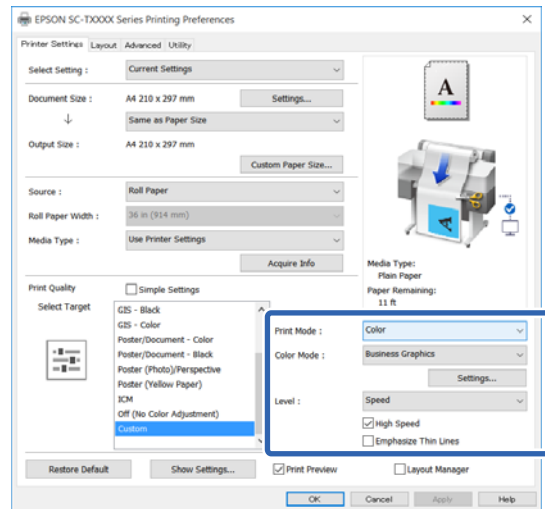 EPSON SC-TXXXX Series Printing Preferences
Printer Settings Layout Advanced Utility
Select Setting : Current Settings
Document Size : A4 210 x 297 mm Settings...
Same as Paper Size
Output Size : A4 210 x 297 mm
Custom Paper Size...
Source : Roll Paper
Roll Paper Width : 36 in (914 mm)
Media Type : Use Printer Settings
Acquire Info
A
Media Type:
Plain Paper
Paper Remaining:
11 ft
Print Quality Simple Settings
Select Target
GIS - Black
GIS - Color
Poster/Document - Color
Poster/Document - Black
Poster (Photo)/Perspective
Poster (Yellow Paper)
ICM
Off (No Color Adjustment)
Custom
Print Mode : Color
Color Mode : Business Graphics
Settings...
Level : Speed
High Speed
Emphasize Thin Lines
Restore Default Show Settings... Print Preview Layout Manager
OK Cancel Apply Help